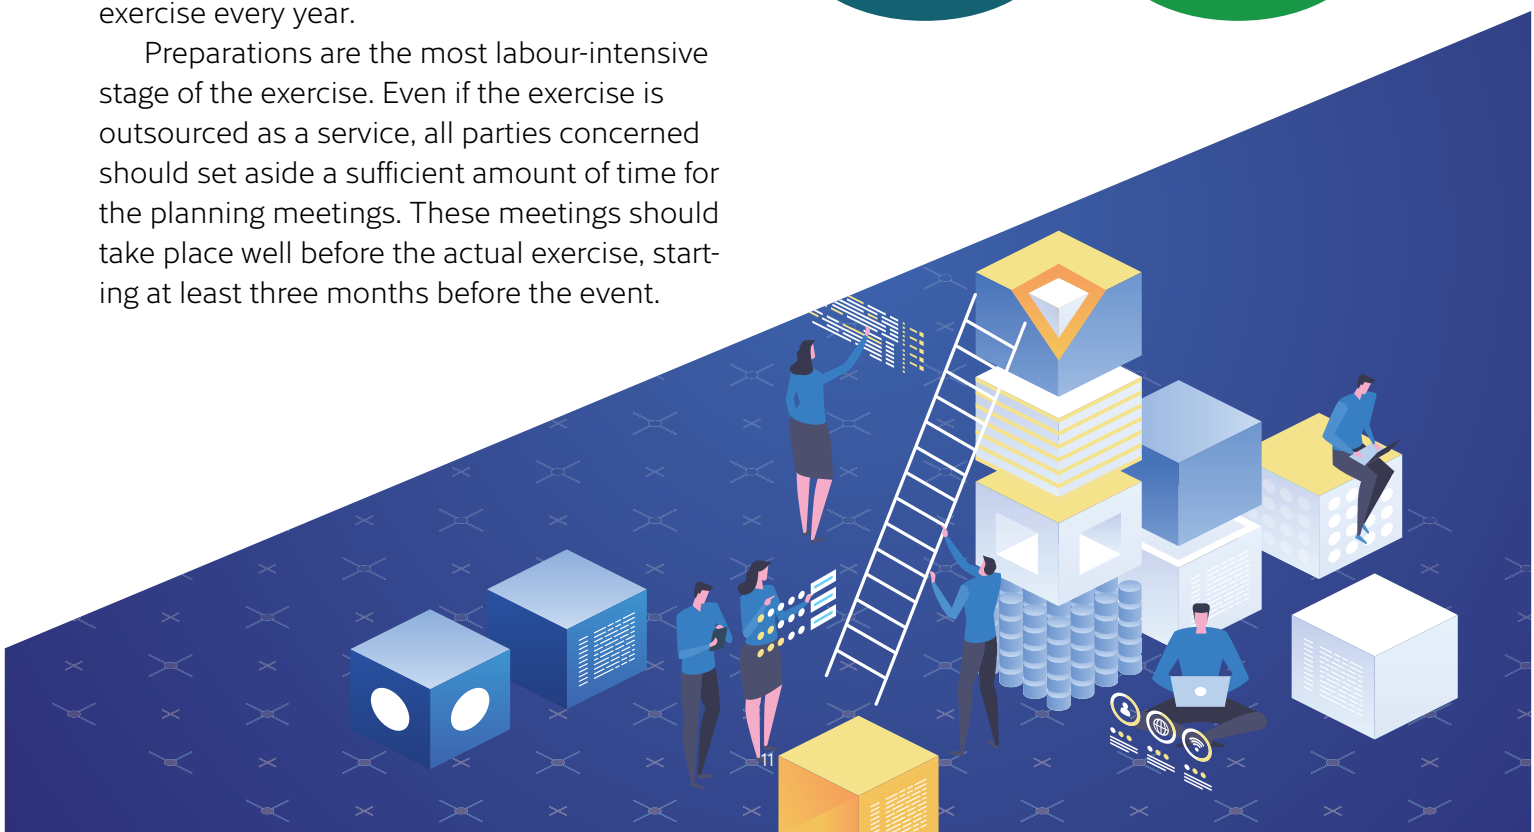 exercise every year.
Preparations are the most labour-intensive
stage of the exercise. Even if the exercise is
outsourced as a service, all parties concerned
should set aside a sufficient amount of time for
the planning meetings. These meetings should
take place well before the actual exercise, start-
ing at least three months before the event.
11